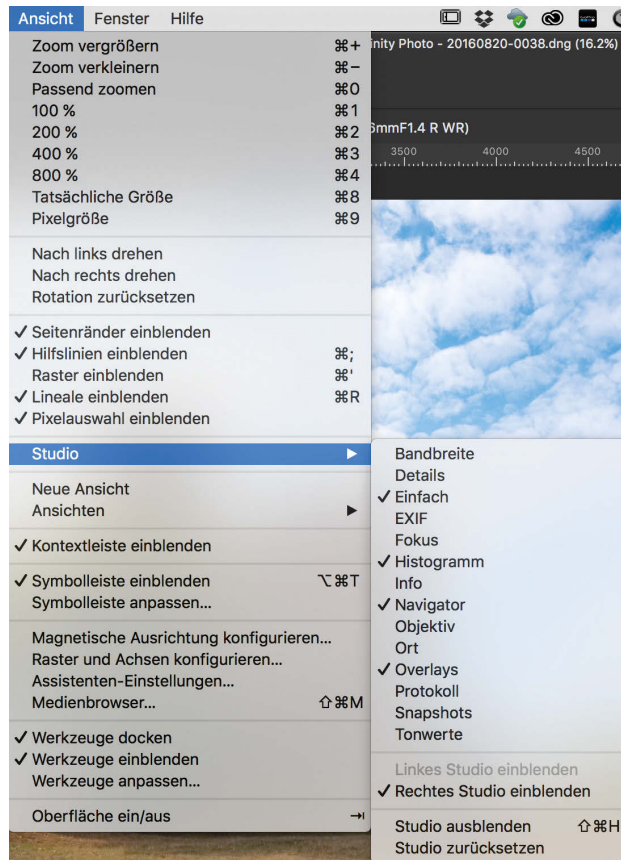 Ansicht Fenster Hilfe
inity Photo - 20160820-0038.dng (16.2%)
Zoom vergrößern ⌘+
Zoom verkleinern ⌘−
Passend zoomen ⌘0
100 % ⌘1
200 % ⌘2
400 % ⌘3
800 % ⌘4
Tatsächliche Größe ⌘8
Pixelgröße ⌘9
mmF1.4 R WR)
3500 4000 4500
Nach links drehen
Nach rechts drehen
Rotation zurücksetzen
✓ Seitenränder einblenden
✓ Hilfslinien einblenden ⌘;
Raster einblenden ⌘'
✓ Lineale einblenden ⌘R
✓ Pixelauswahl einblenden
Studio ▶
Neue Ansicht
Ansichten ▶
✓ Kontextleiste einblenden
✓ Symbolleiste einblenden ⌥⌘T
Symbolleiste anpassen...
Magnetische Ausrichtung konfigurieren...
Raster und Achsen konfigurieren...
Assistenten-Einstellungen...
Medienbrowser... ⇧⌘M
✓ Werkzeuge docken
✓ Werkzeuge einblenden
Werkzeuge anpassen...
Oberfläche ein/aus ⇥
Bandbreite
Details
✓ Einfach
EXIF
Fokus
✓ Histogramm
Info
✓ Navigator
Objektiv
Ort
✓ Overlays
Protokoll
Snapshots
Tonwerte
Linkes Studio einblenden
✓ Rechtes Studio einblenden
Studio ausblenden ⇧⌘H
Studio zurücksetzen